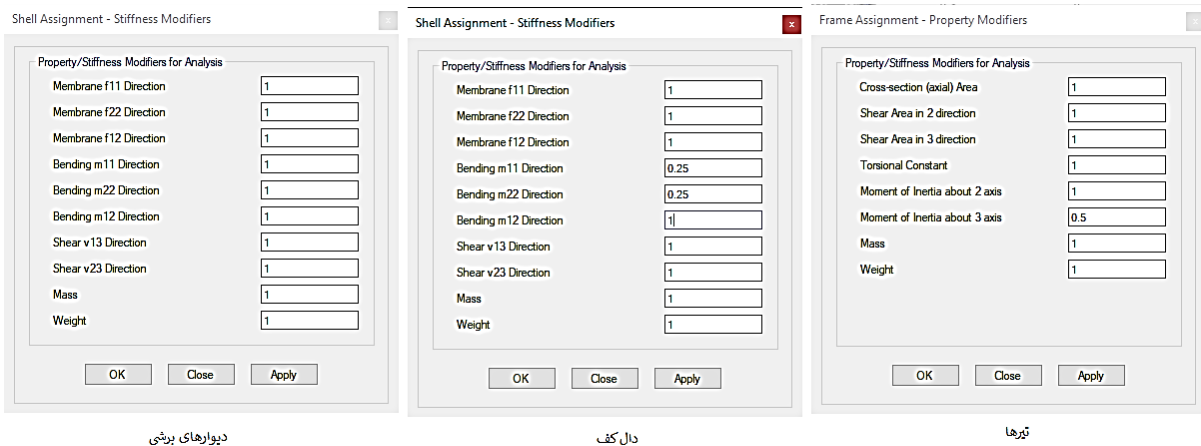 Shell Assignment - Stiffness Modifiers
x
Property/Stiffness Modifiers for Analysis
Membrane f11 Direction 1
Membrane f22 Direction 1
Membrane f12 Direction 1
Bending m11 Direction 1
Bending m22 Direction 1
Bending m12 Direction 1
Shear v13 Direction 1
Shear v23 Direction 1
Mass 1
Weight 1
OK Close Apply
دیوارهای برشی
Shell Assignment - Stiffness Modifiers
x
Property/Stiffness Modifiers for Analysis
Membrane f11 Direction 1
Membrane f22 Direction 1
Membrane f12 Direction 1
Bending m11 Direction 0.25
Bending m22 Direction 0.25
Bending m12 Direction 1
Shear v13 Direction 1
Shear v23 Direction 1
Mass 1
Weight 1
OK Close Apply
دال کف
Frame Assignment - Property Modifiers
x
Property/Stiffness Modifiers for Analysis
Cross-section (axial) Area 1
Shear Area in 2 direction 1
Shear Area in 3 direction 1
Torsional Constant 1
Moment of Inertia about 2 axis 1
Moment of Inertia about 3 axis 0.5
Mass 1
Weight 1
OK Close Apply
تیرها